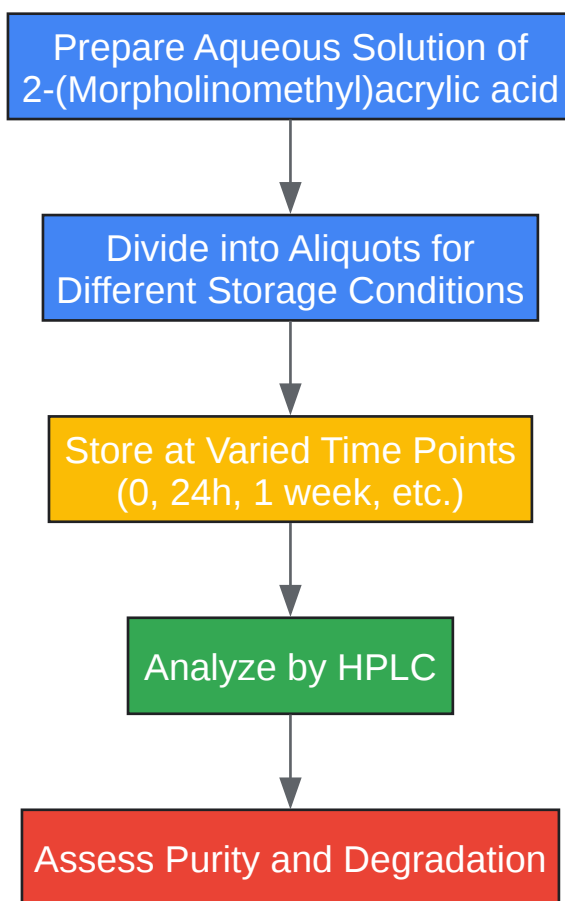 Prepare Aqueous Solution of
2-(Morpholinomethyl)acrylic acid
Divide into Aliquots for
Different Storage Conditions
Store at Varied Time Points
(0, 24h, 1 week, etc.)
Analyze by HPLC
Assess Purity and Degradation